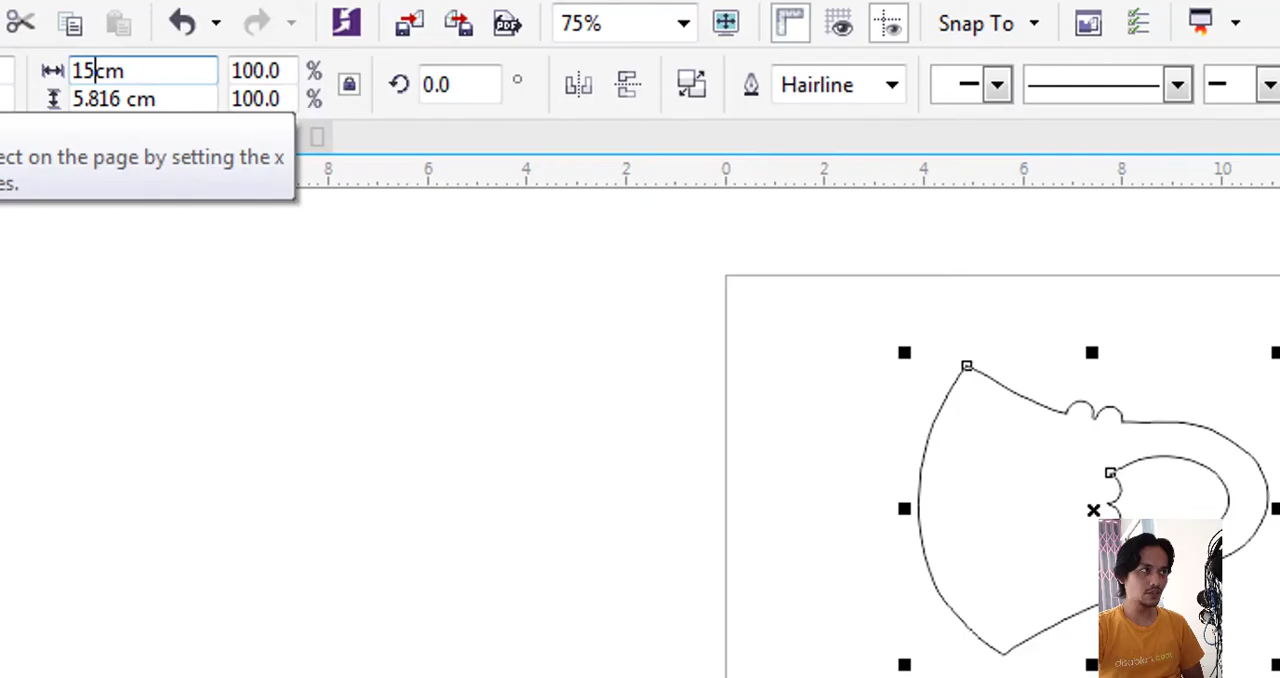 75%
Snap To
15cm
100.0 %
0.0 °
Hairline
5.816 cm
100.0 %
ect on the page by setting the x
es.
8 6 4 2 0 2 4 6 8 10